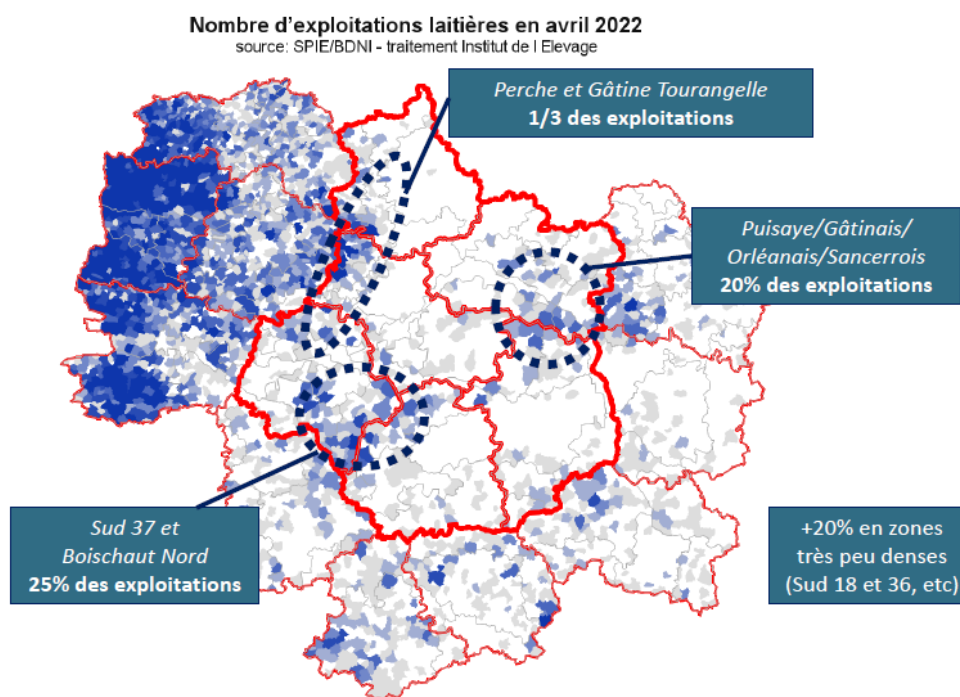 Nombre d'exploitations laitières en avril 2022
source: SPIE/BDNI - traitement Institut de l Elevage
Perche et Gâtine Tourangelle
1/3 des exploitations
Puisaye/Gâtinais/
Orléanais/Sancerrois
20% des exploitations
Sud 37 et
Boischaut Nord
25% des exploitations
+20% en zones
très peu denses
(Sud 18 et 36, etc)